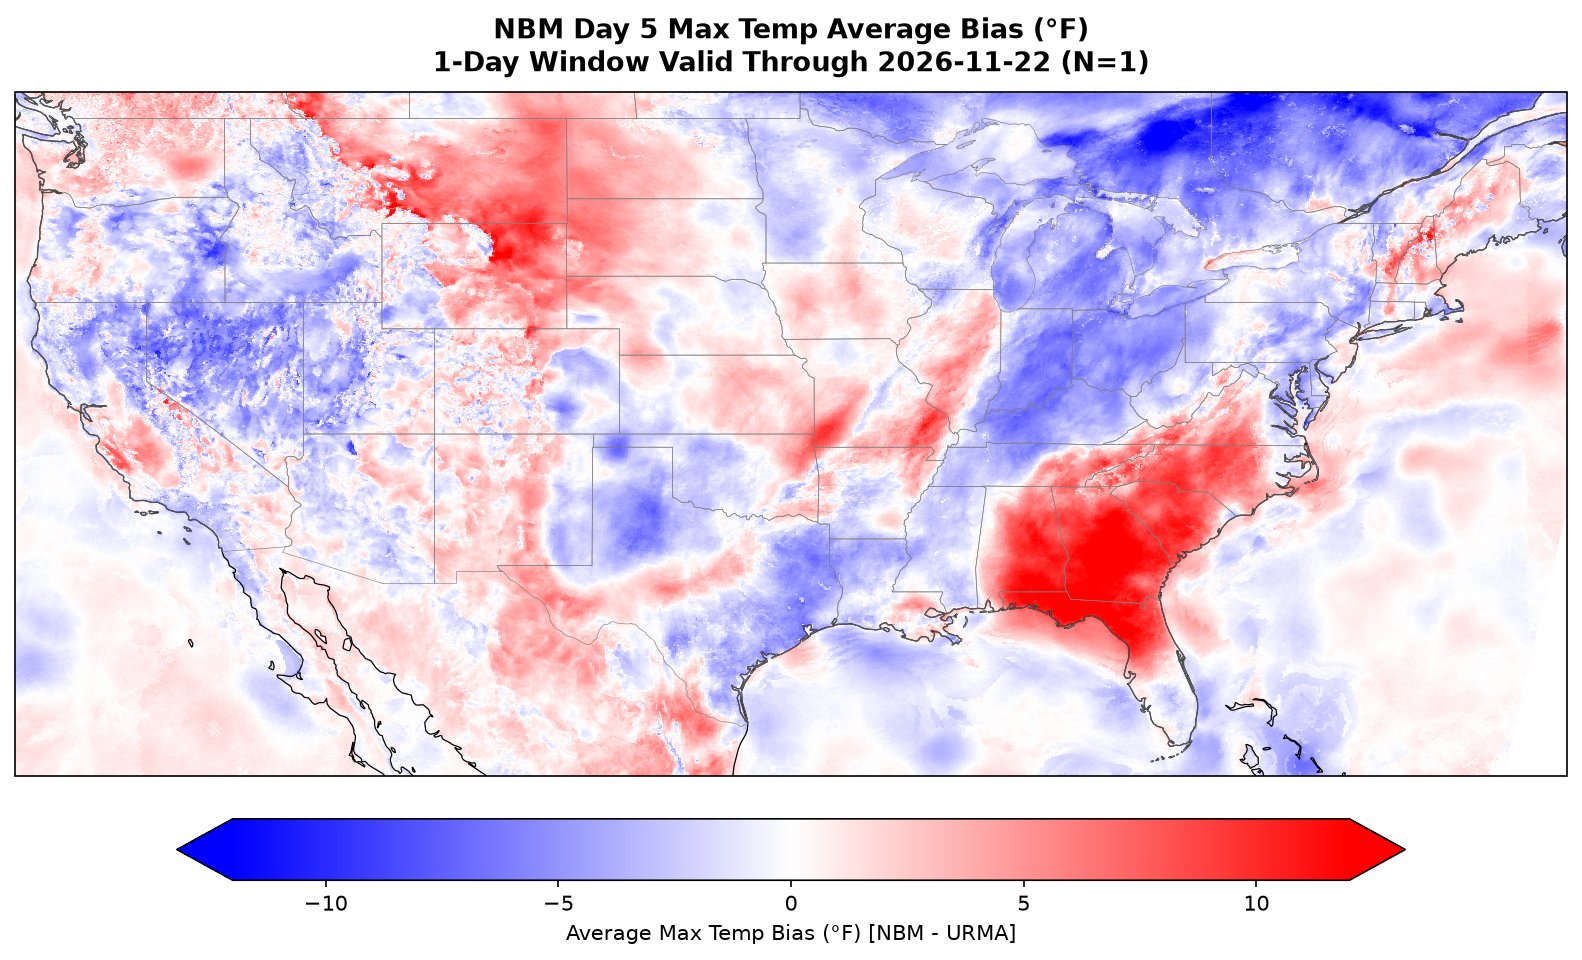 NBM Day 5 Max Temp Average Bias (°F)
1-Day Window Valid Through 2026-11-22 (N=1)
−10 −5 0 5 10
Average Max Temp Bias (°F) [NBM - URMA]